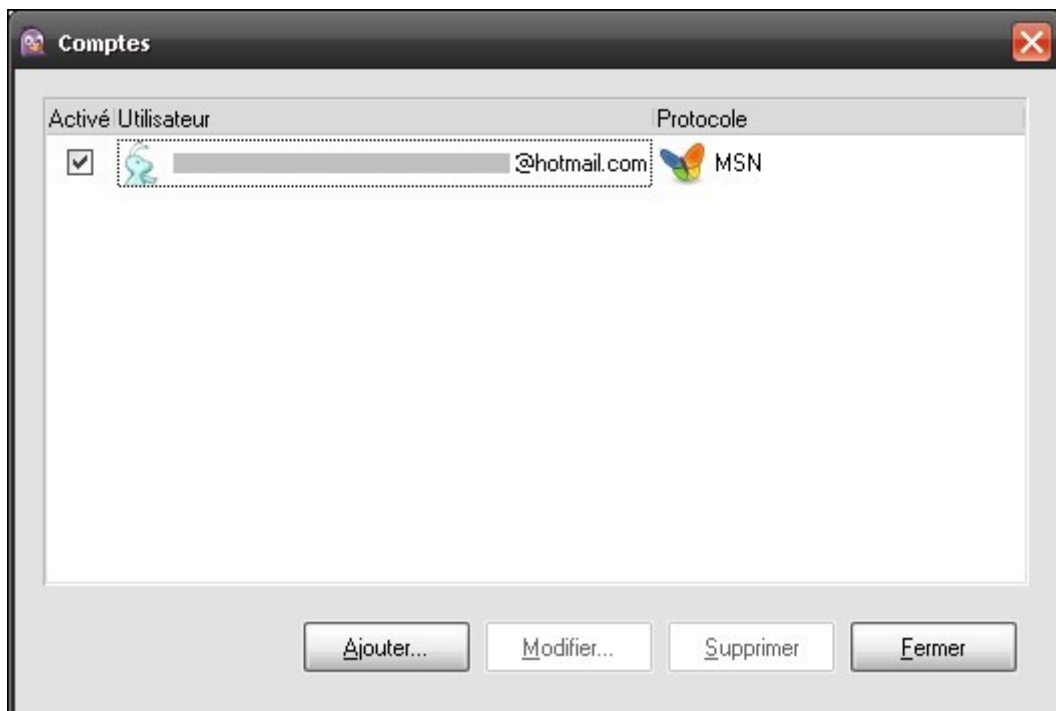 Comptes
Activé Utilisateur Protocole
@hotmail.com MSN
Ajouter... Modifier... Supprimer Fermer